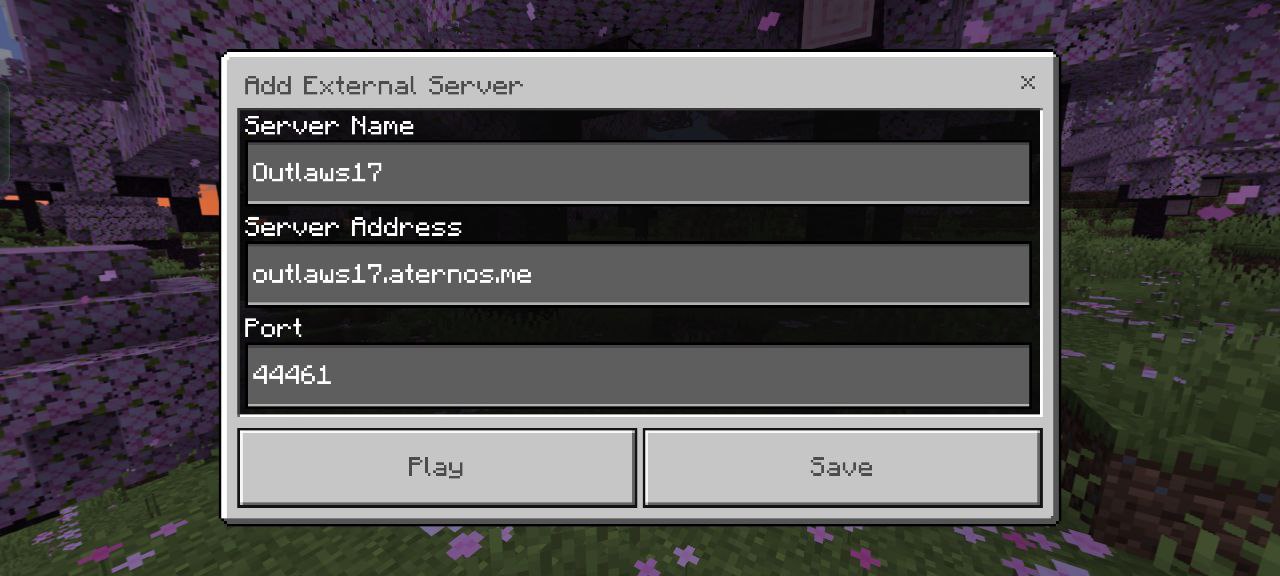 Add External Server
Server Name
Outlaws17
Server Address
outlaws17.aternos.me
Port
44461
Play
Save